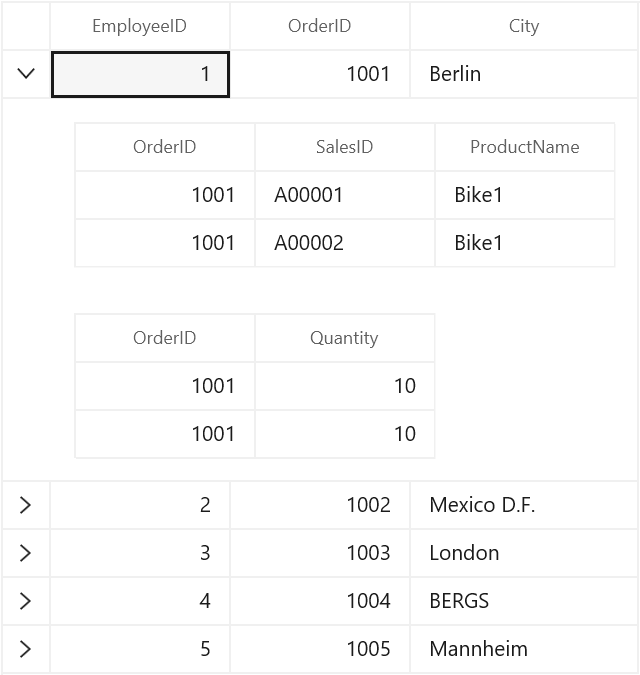 EmployeeID OrderID City
1 1001 Berlin
OrderID SalesID ProductName
1001 A00001 Bike1
1001 A00002 Bike1
OrderID Quantity
1001 10
1001 10
2 1002 Mexico D.F.
3 1003 London
4 1004 BERGS
5 1005 Mannheim